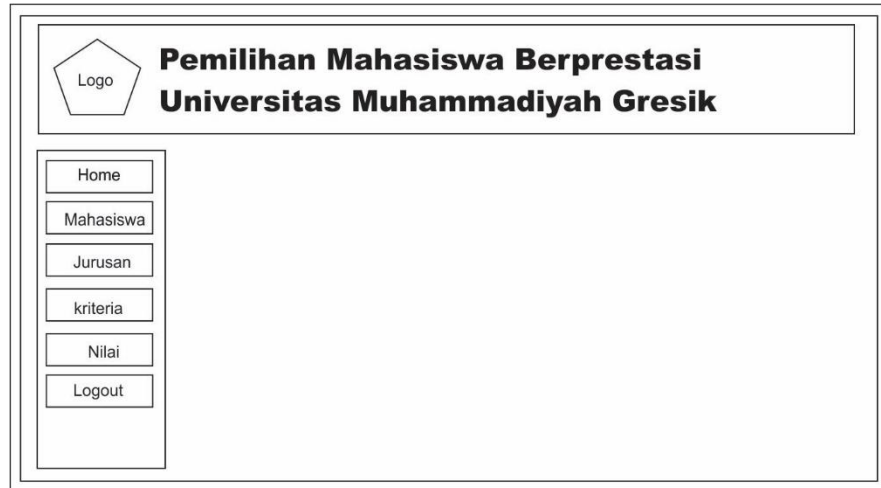 Logo
Pemilihan Mahasiswa Berprestasi
Universitas Muhammadiyah Gresik
Home
Mahasiswa
Jurusan
kriteria
Nilai
Logout